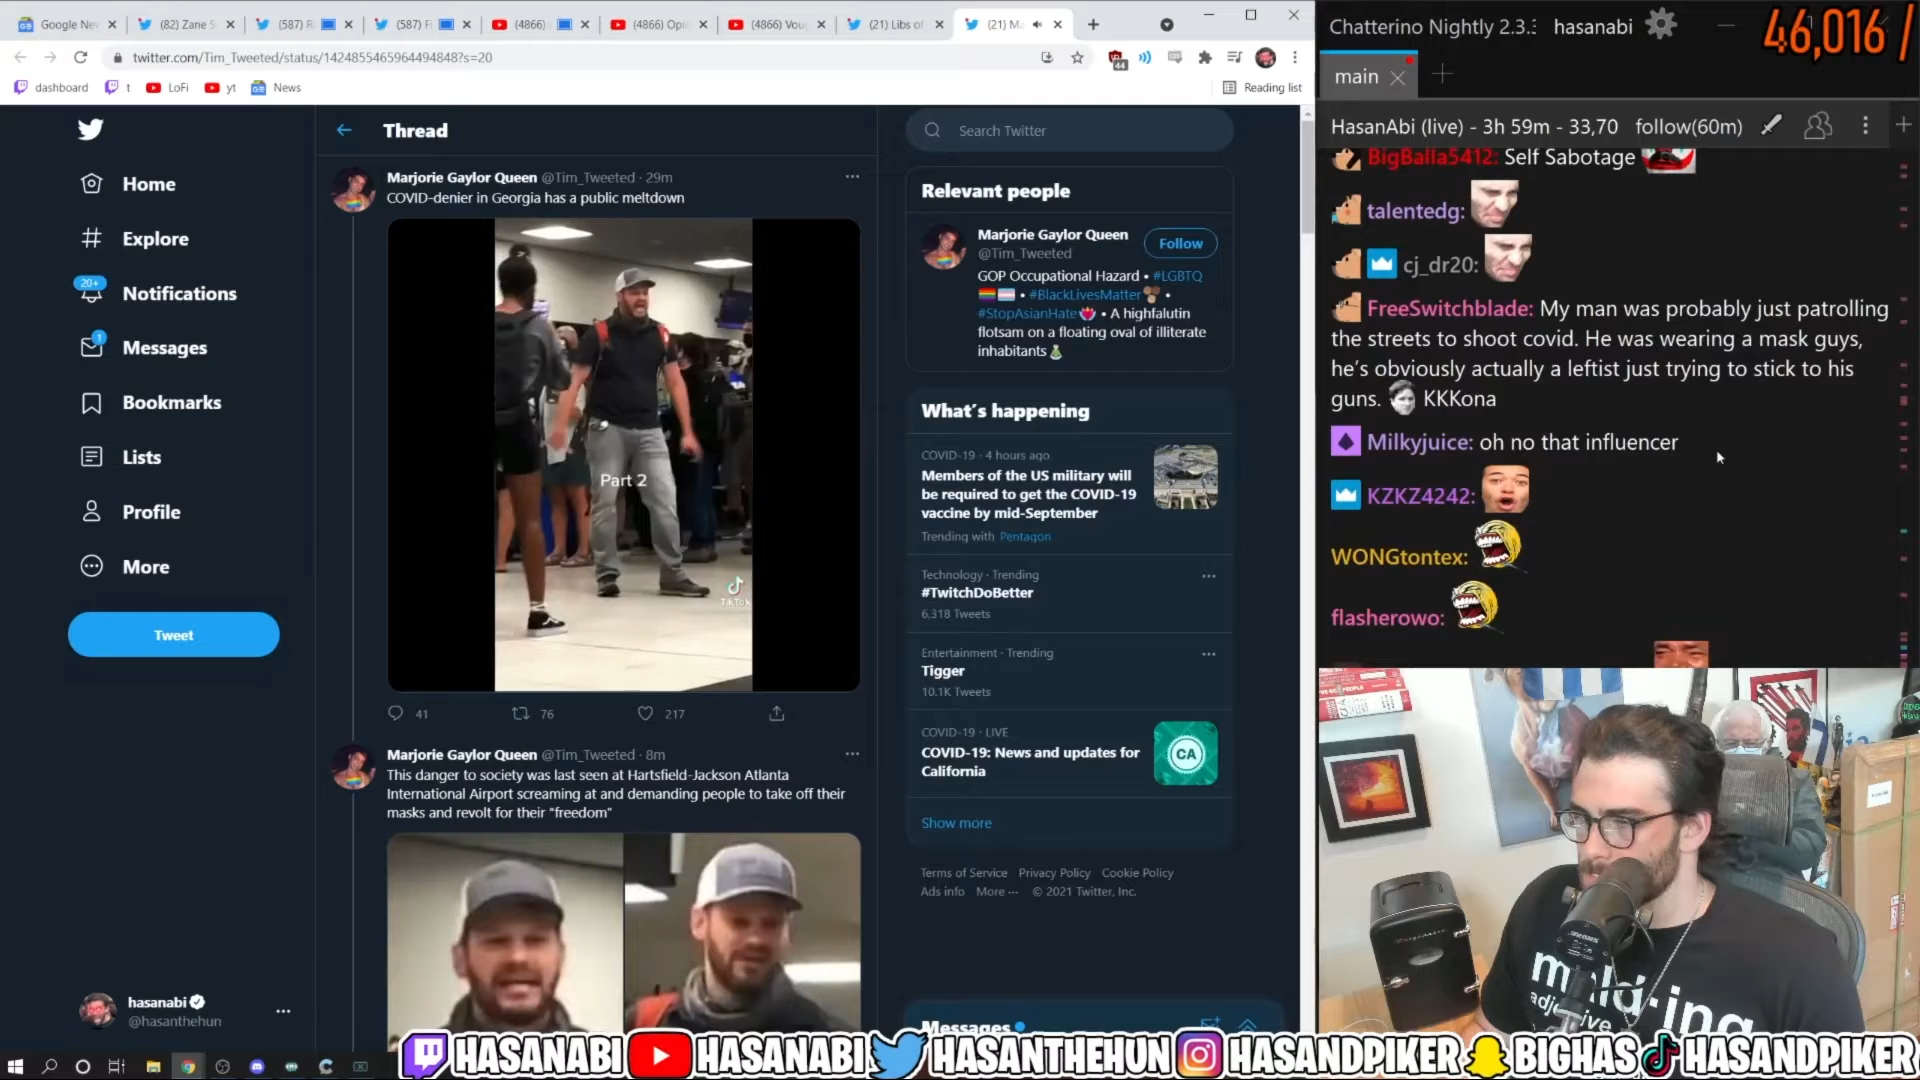 Google Nev
(82) Zane S
(587) R
(587) F
(4866)
(4866) Opi
(4866) Vou
(21) Libs of
(21) Ma
twitter.com/Tim_Tweeted/status/1424855465964494848?s=20
44
dashboard
t
LoFi
yt
News
Reading list
Home
Explore
20+
Notifications
1
Messages
Bookmarks
Lists
Profile
More
Tweet
hasanabi
@hasanthehun
Thread
Marjorie Gaylor Queen @Tim_Tweeted · 29m
COVID-denier in Georgia has a public meltdown
Part 2
TikTok
41
76
217
Marjorie Gaylor Queen @Tim_Tweeted · 8m
This danger to society was last seen at Hartsfield-Jackson Atlanta
International Airport screaming at and demanding people to take off their
masks and revolt for their “freedom”
Search Twitter
Relevant people
Marjorie Gaylor Queen
@Tim_Tweeted
Follow
GOP Occupational Hazard • #LGBTQ
• #BlackLivesMatter •
#StopAsianHate • A highfalutin
flotsam on a floating oval of illiterate
inhabitants
What's happening
COVID-19 · 4 hours ago
Members of the US military will
be required to get the COVID-19
vaccine by mid-September
Trending with Pentagon
Technology · Trending
#TwitchDoBetter
6,318 Tweets
Entertainment · Trending
Tigger
10.1K Tweets
COVID-19 · LIVE
COVID-19: News and updates for
California
CA
Show more
Terms of Service Privacy Policy Cookie Policy
Ads info More ··· © 2021 Twitter, Inc.
Messages
Chatterino Nightly 2.3.
hasanabi
46,016 /
main
HasanAbi (live) - 3h 59m - 33,70
follow(60m)
BigBalla5412: Self Sabotage
talentedg:
cj_dr20:
FreeSwitchblade: My man was probably just patrolling
the streets to shoot covid. He was wearing a mask guys,
he's obviously actually a leftist just trying to stick to his
guns. KKKona
Milkyjuice: oh no that influencer
KZKZ4242:
WONGtontex:
flasherowo:
HASANABI
HASANABI
HASANTHEHUN
HASANDPIKER
BIGHAS
HASANDPIKER